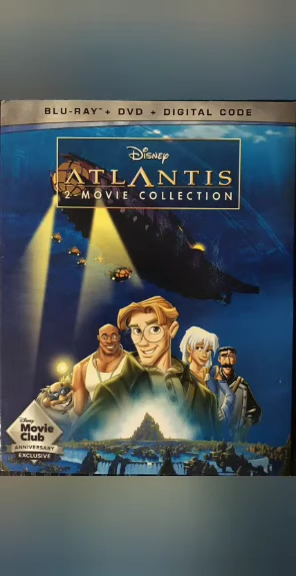 BLU-RAY + DVD + DIGITAL CODE
Disney
ATLANTIS
2-MOVIE COLLECTION
Disney
Movie
Club
ANNIVERSARY
EXCLUSIVE